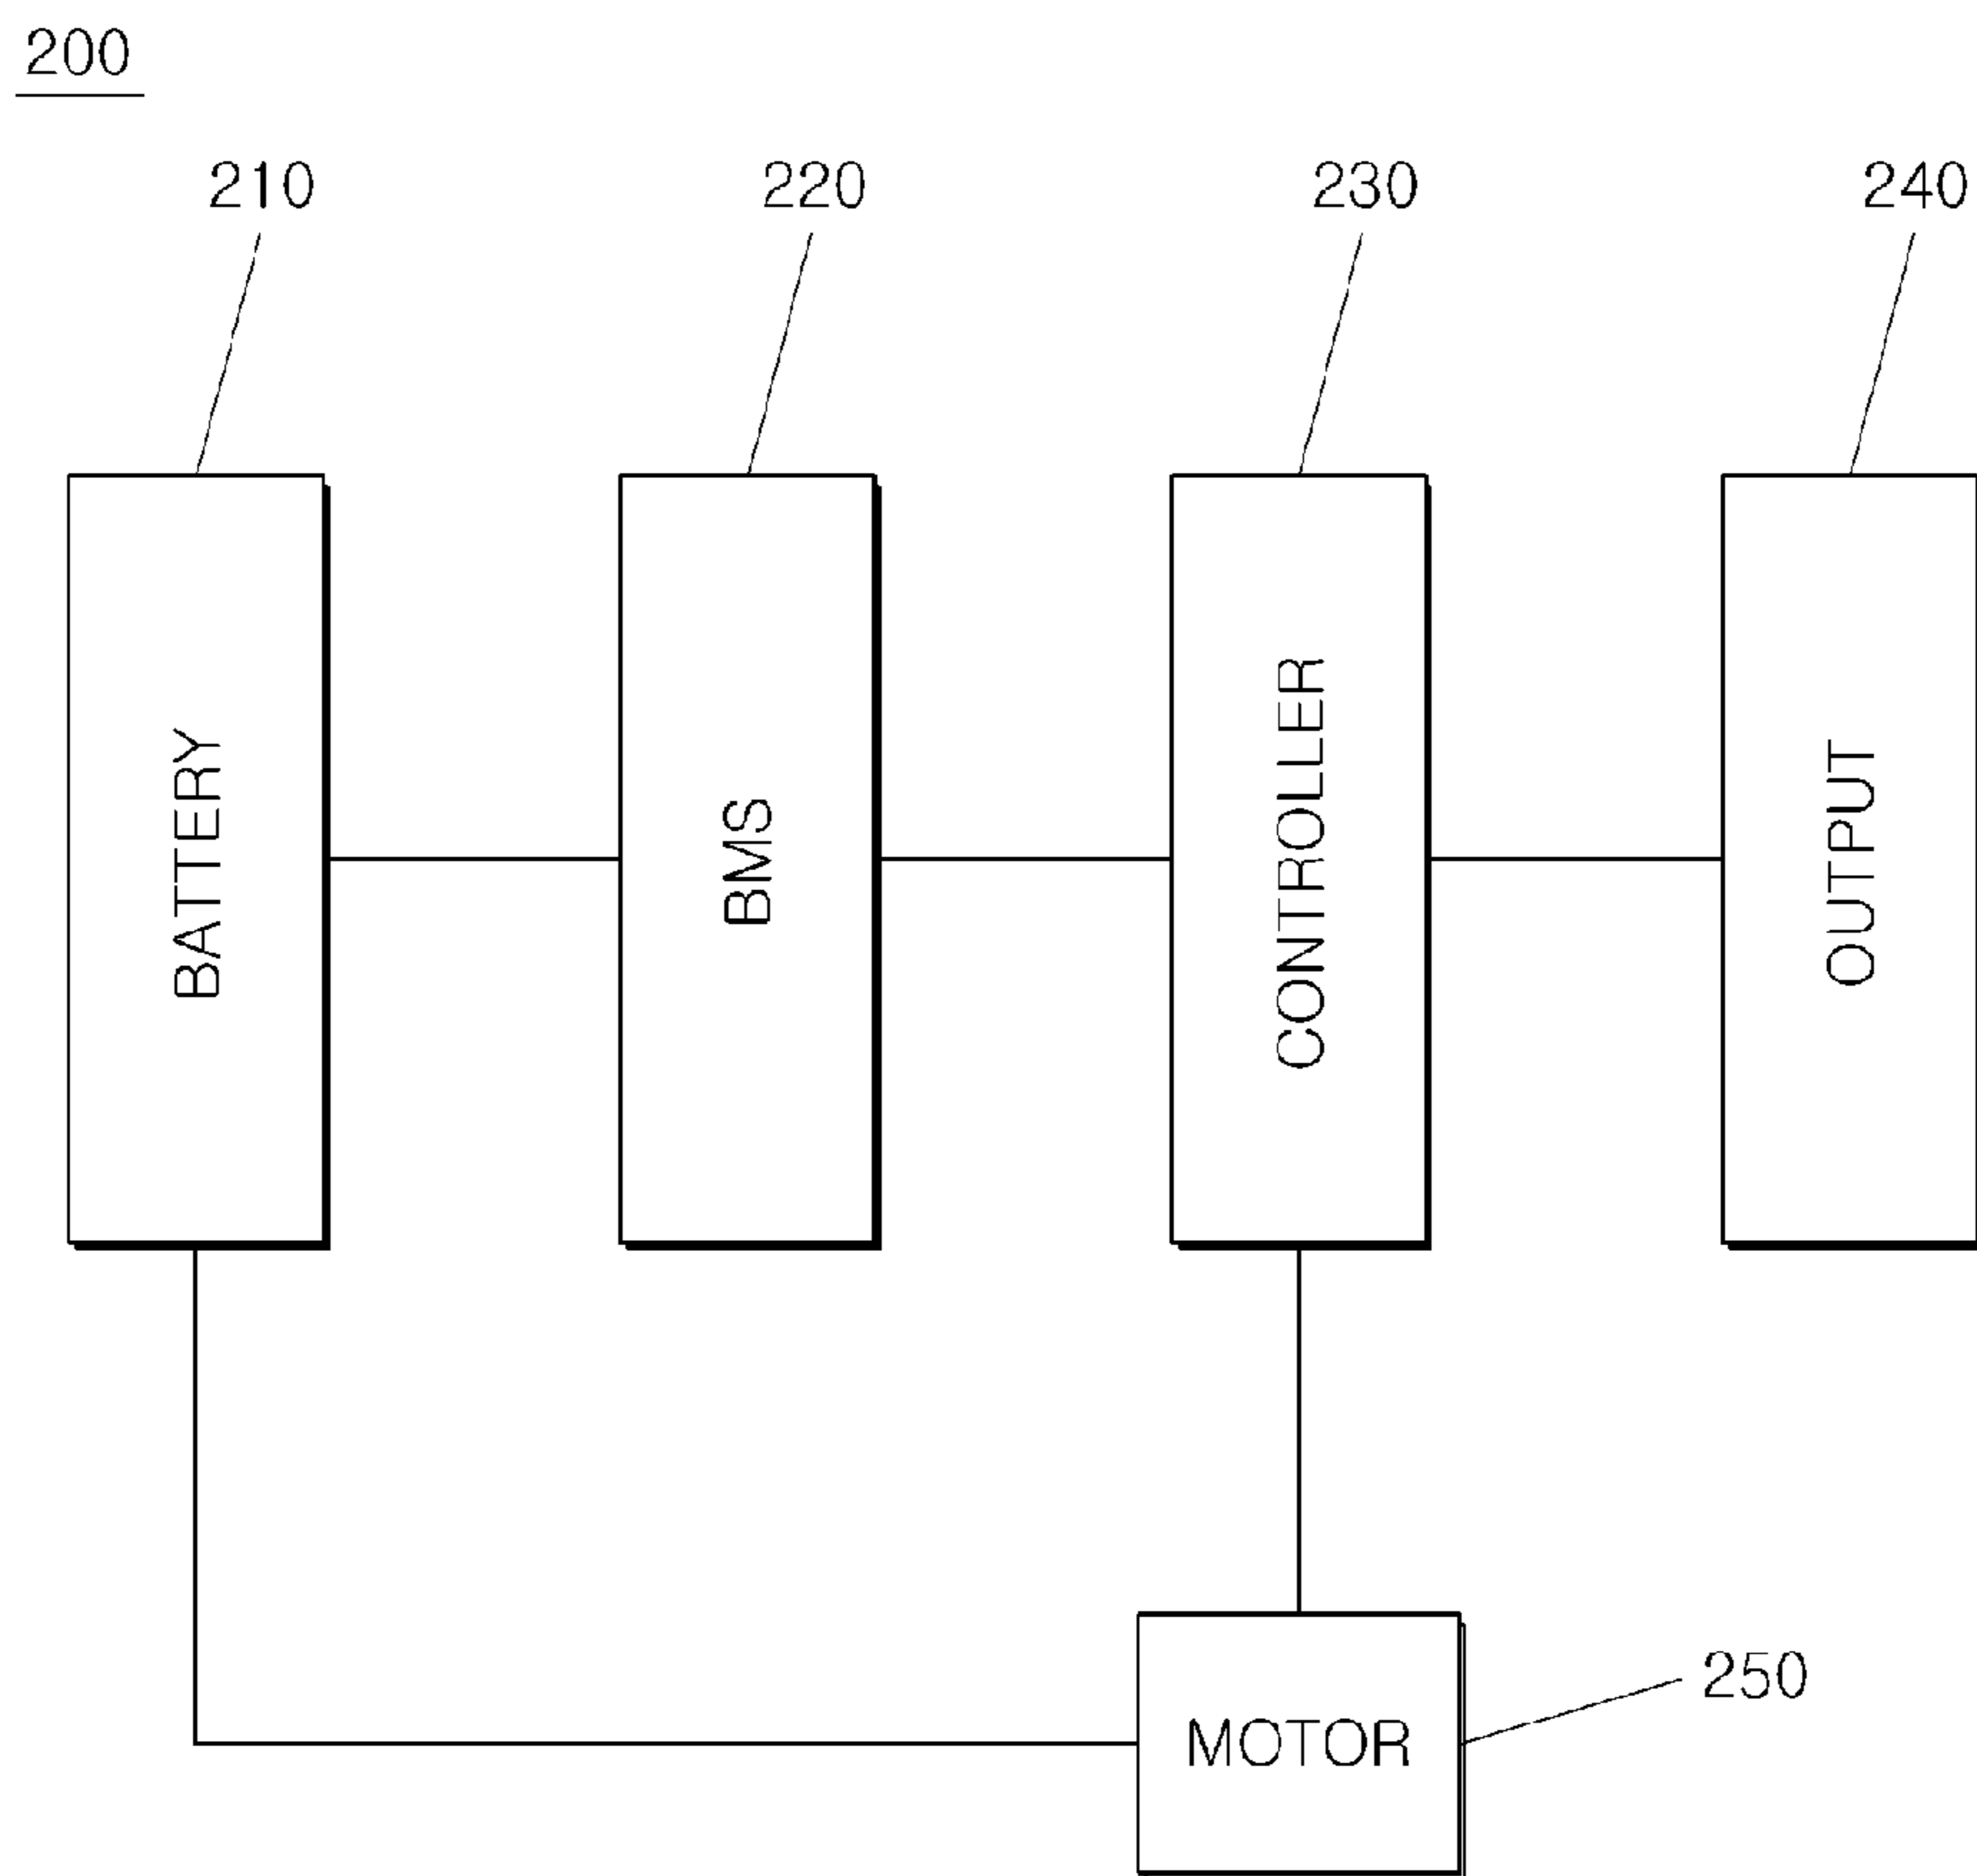 200
210
220
230
240
BATTERY
BMS
CONTROLLER
OUTPUT
250
MOTOR